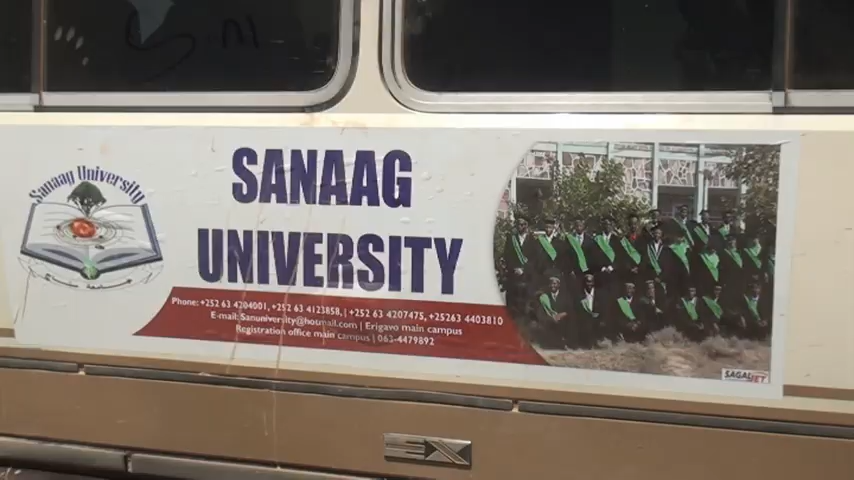 Sanaag University
SANAAG
UNIVERSITY
Phone: +252 63 4204001, +252 63 4123858, | +252 63 4207475, +25263 4403810
E-mail: Sanuniversity@hotmail.com | Erigavo main campus
Registration office main campus | 063-4479892
SAGALJET
EX